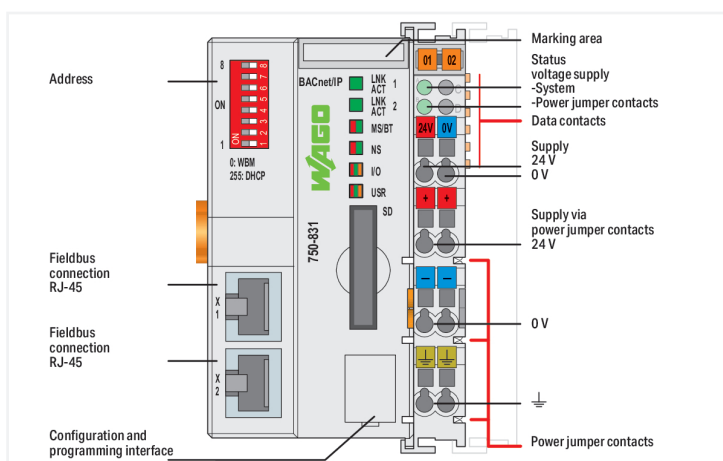 Address
Fieldbus
connection
RJ-45
Fieldbus
connection
RJ-45
Configuration and
programming interface
8
ON
1
ON
1 2 3 4 5 6 7 8
0: WBM
255: DHCP
X
1
X
2
BACnet/IP
LNK
ACT 1
LNK
ACT 2
MS/BT
NS
I/O
USR
SD
WAGO
750-831
01 02
24V 0V
+ +
− −
Marking area
Status
voltage supply
-System
-Power jumper contacts
Data contacts
Supply
24 V
0 V
Supply via
power jumper contacts
24 V
0 V
Power jumper contacts